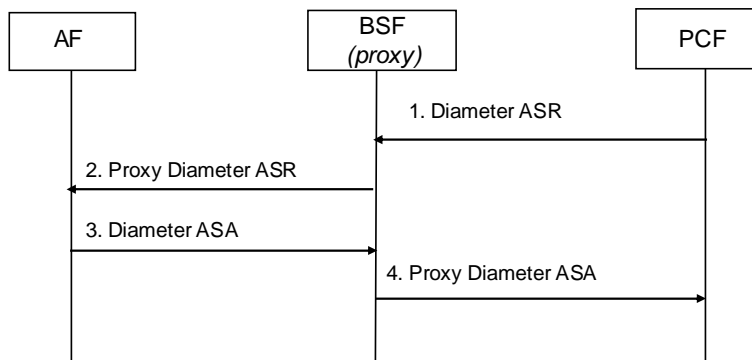 AF
BSF
(proxy)
PCF
1. Diameter ASR
2. Proxy Diameter ASR
3. Diameter ASA
4. Proxy Diameter ASA